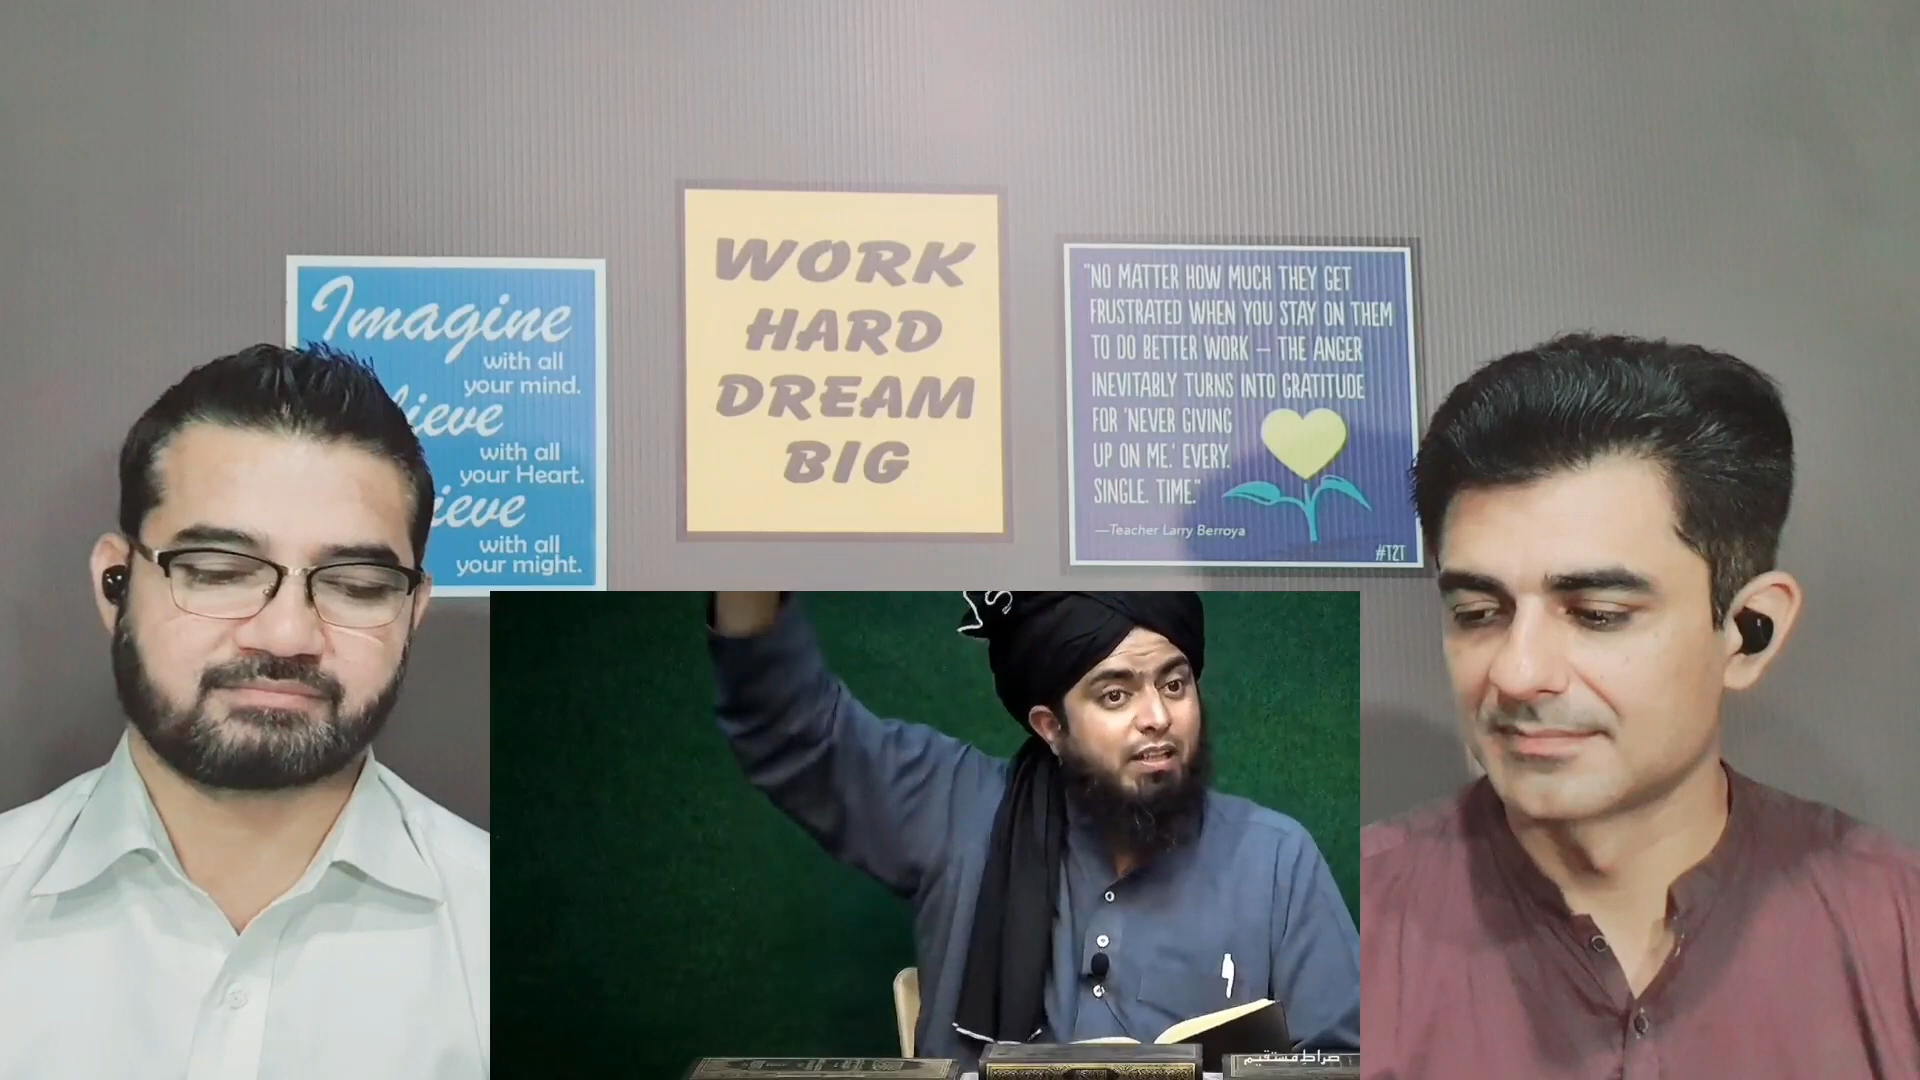 Imagine
with all
your mind.
ieve
with all
your Heart.
ieve
with all
your might.
WORK
HARD
DREAM
BIG
"NO MATTER HOW MUCH THEY GET
FRUSTRATED WHEN YOU STAY ON THEM
TO DO BETTER WORK – THE ANGER
INEVITABLY TURNS INTO GRATITUDE
FOR 'NEVER GIVING
UP ON ME.' EVERY.
SINGLE. TIME."
—Teacher Larry Berroya
#T2T
صراط مستقیم